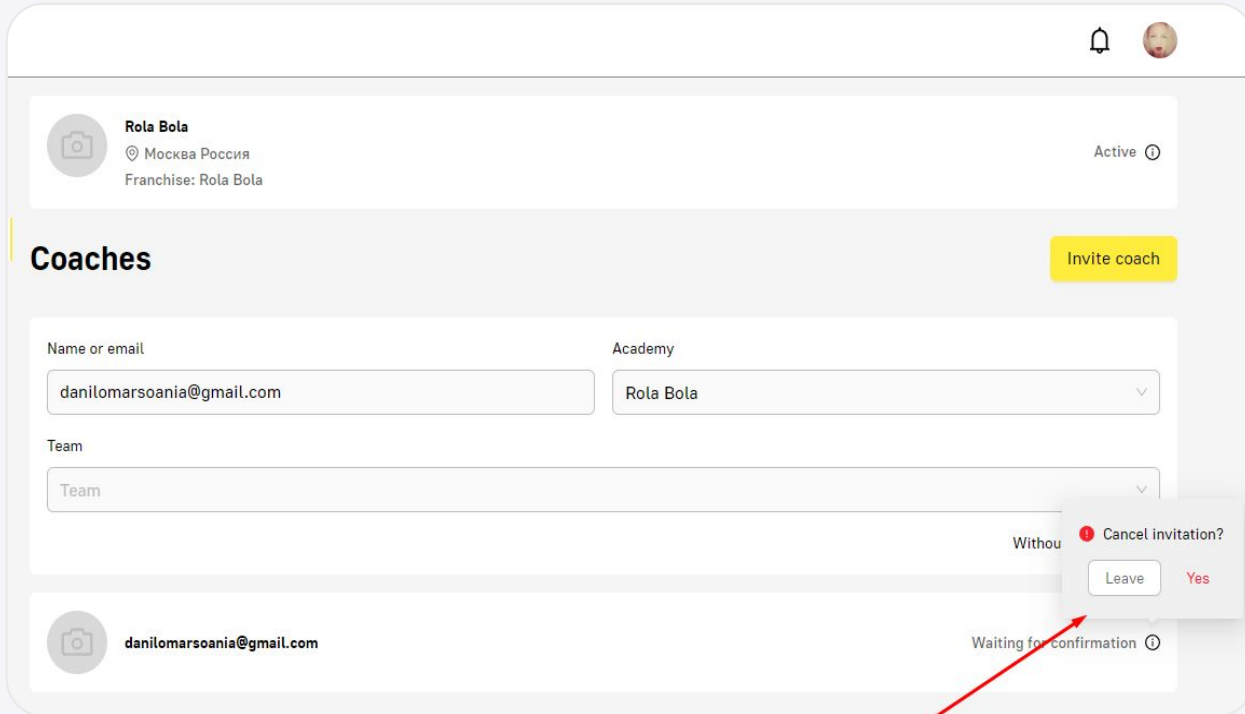 Rola Bola
Москва Россия
Franchise: Rola Bola
Active
Coaches
Invite coach
Name or email
Academy
danilomarsoania@gmail.com
Rola Bola
Team
Team
Cancel invitation?
Leave
Yes
danilomarsoania@gmail.com
Waiting for confirmation